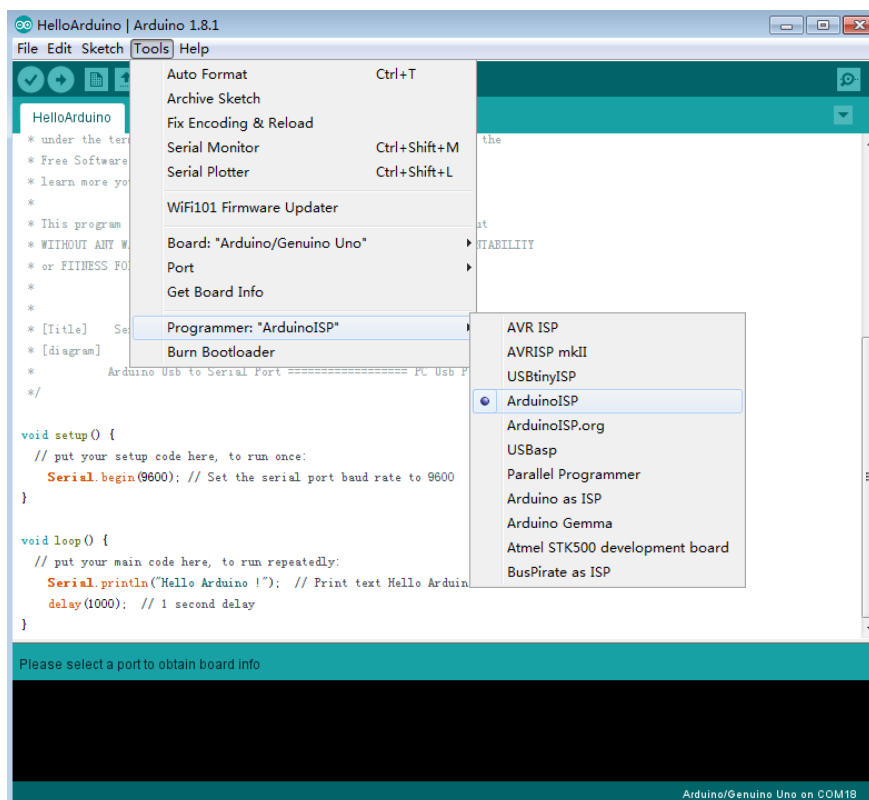 HelloArduino | Arduino 1.8.1
File Edit Sketch Tools Help
HelloArduino
Auto Format Ctrl+T
Archive Sketch
Fix Encoding & Reload
Serial Monitor Ctrl+Shift+M
Serial Plotter Ctrl+Shift+L
WiFi101 Firmware Updater
Board: "Arduino/Genuino Uno"
Port
Get Board Info
Programmer: "ArduinoISP"
Burn Bootloader
AVR ISP
AVRISP mkII
USBtinyISP
ArduinoISP
ArduinoISP.org
USBasp
Parallel Programmer
Arduino as ISP
Arduino Gemma
Atmel STK500 development board
BusPirate as ISP
* under the ter the
* Free Software
* learn more yo
*
* This program ut
* WITHOUT ANY W NTABILITY
* or FITNESS FO
*
*
* [Title] Se
* [diagram]
* Arduino Usb to Serial Port ================== PC Usb P
*/
void setup() {
// put your setup code here, to run once:
Serial.begin(9600); // Set the serial port baud rate to 9600
}
void loop() {
// put your main code here, to run repeatedly:
Serial.println("Hello Arduino !"); // Print text Hello Arduin
delay(1000); // 1 second delay
}
Please select a port to obtain board info
Arduino/Genuino Uno on COM18